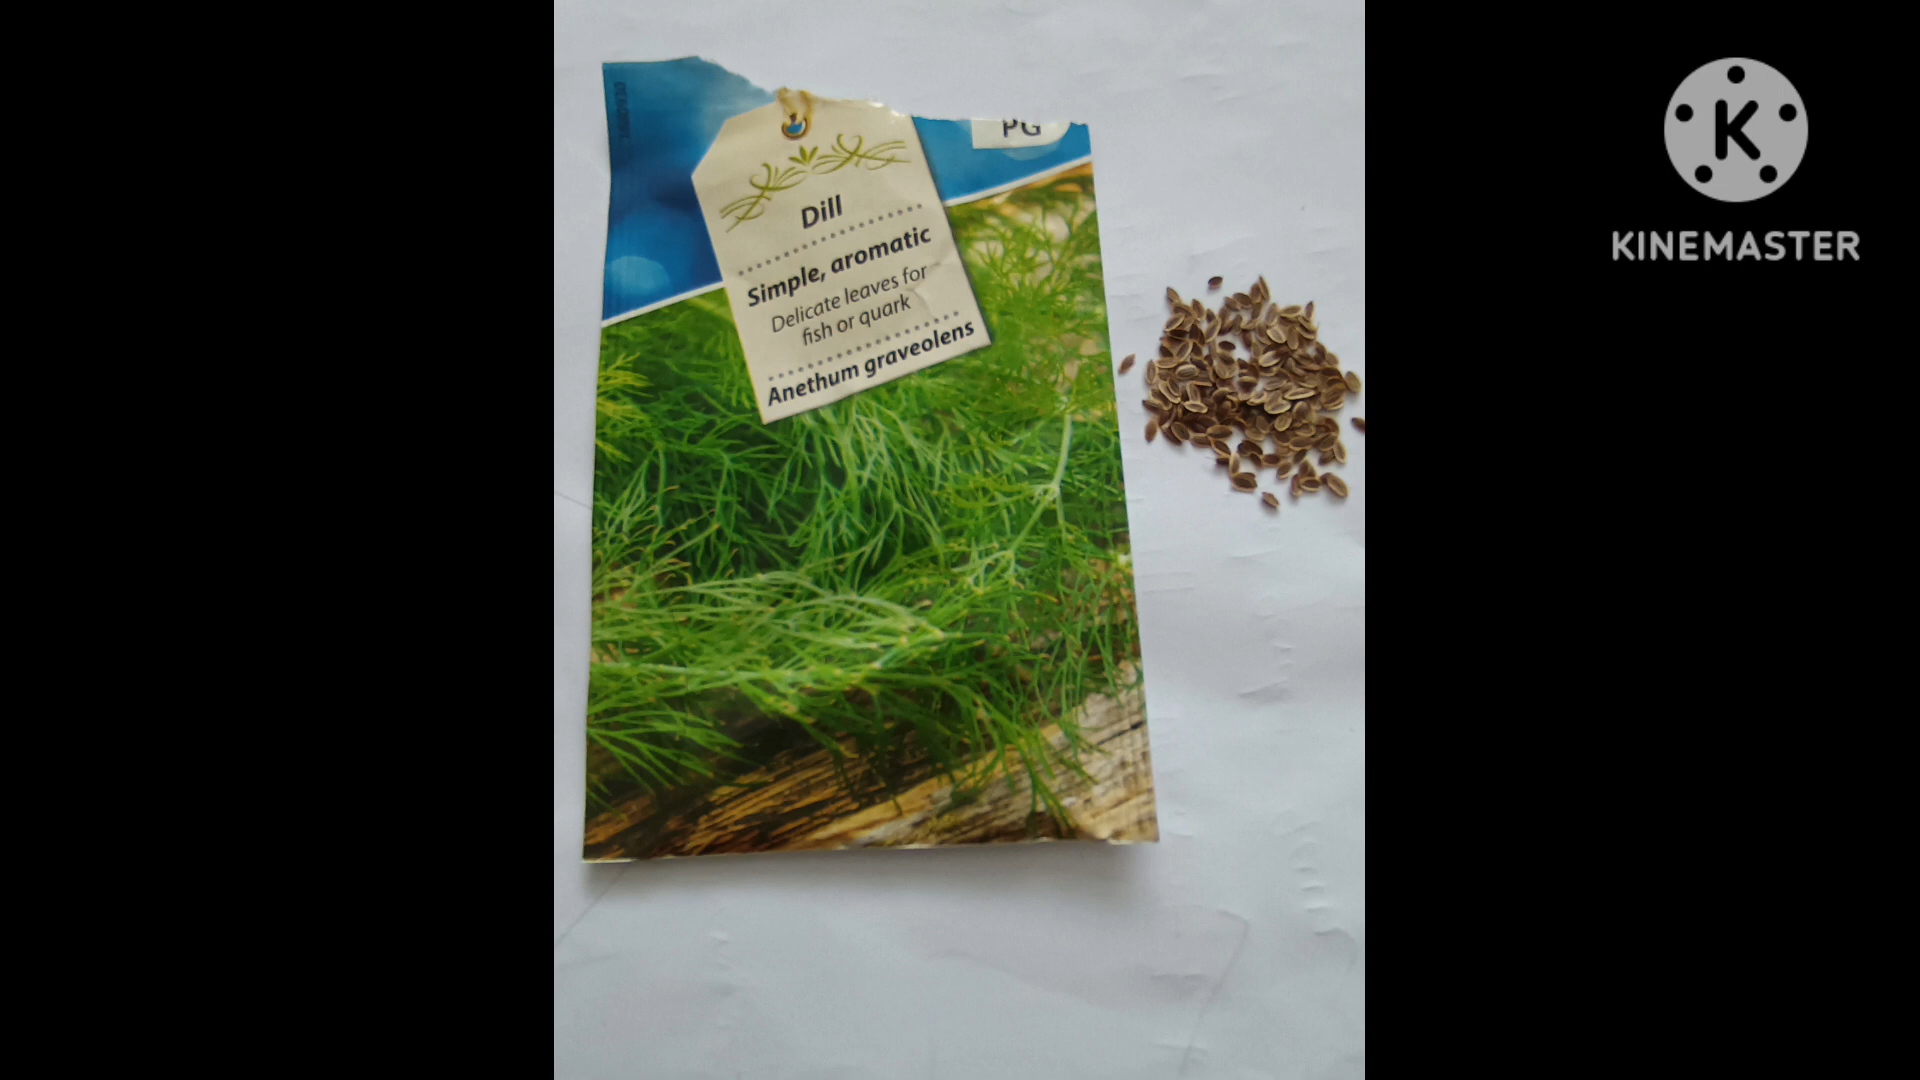 PG
Dill
Simple, aromatic
Delicate leaves for
fish or quark
Anethum graveolens
K
KINEMASTER